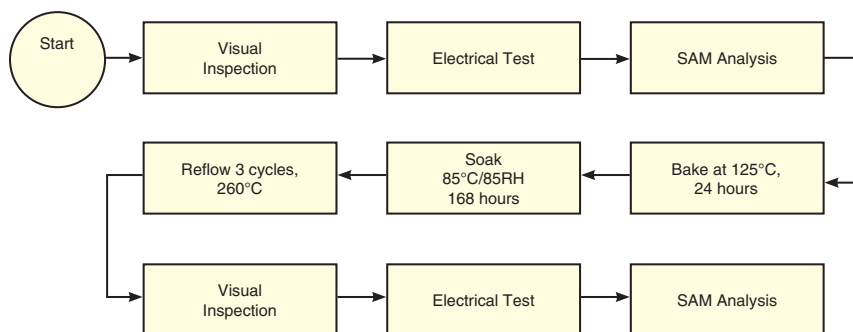 Start
Visual
Inspection
Electrical Test
SAM Analysis
Reflow 3 cycles,
260°C
Soak
85°C/85RH
168 hours
Bake at 125°C,
24 hours
Visual
Inspection
Electrical Test
SAM Analysis